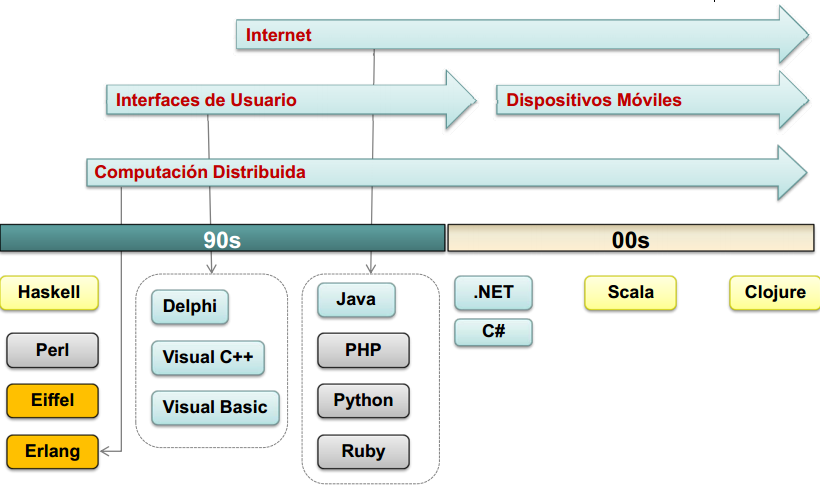 Internet
Interfaces de Usuario
Dispositivos Móviles
Computación Distribuida
90s
00s
Haskell
Perl
Eiffel
Erlang
Delphi
Visual C++
Visual Basic
Java
PHP
Python
Ruby
.NET
C#
Scala
Clojure